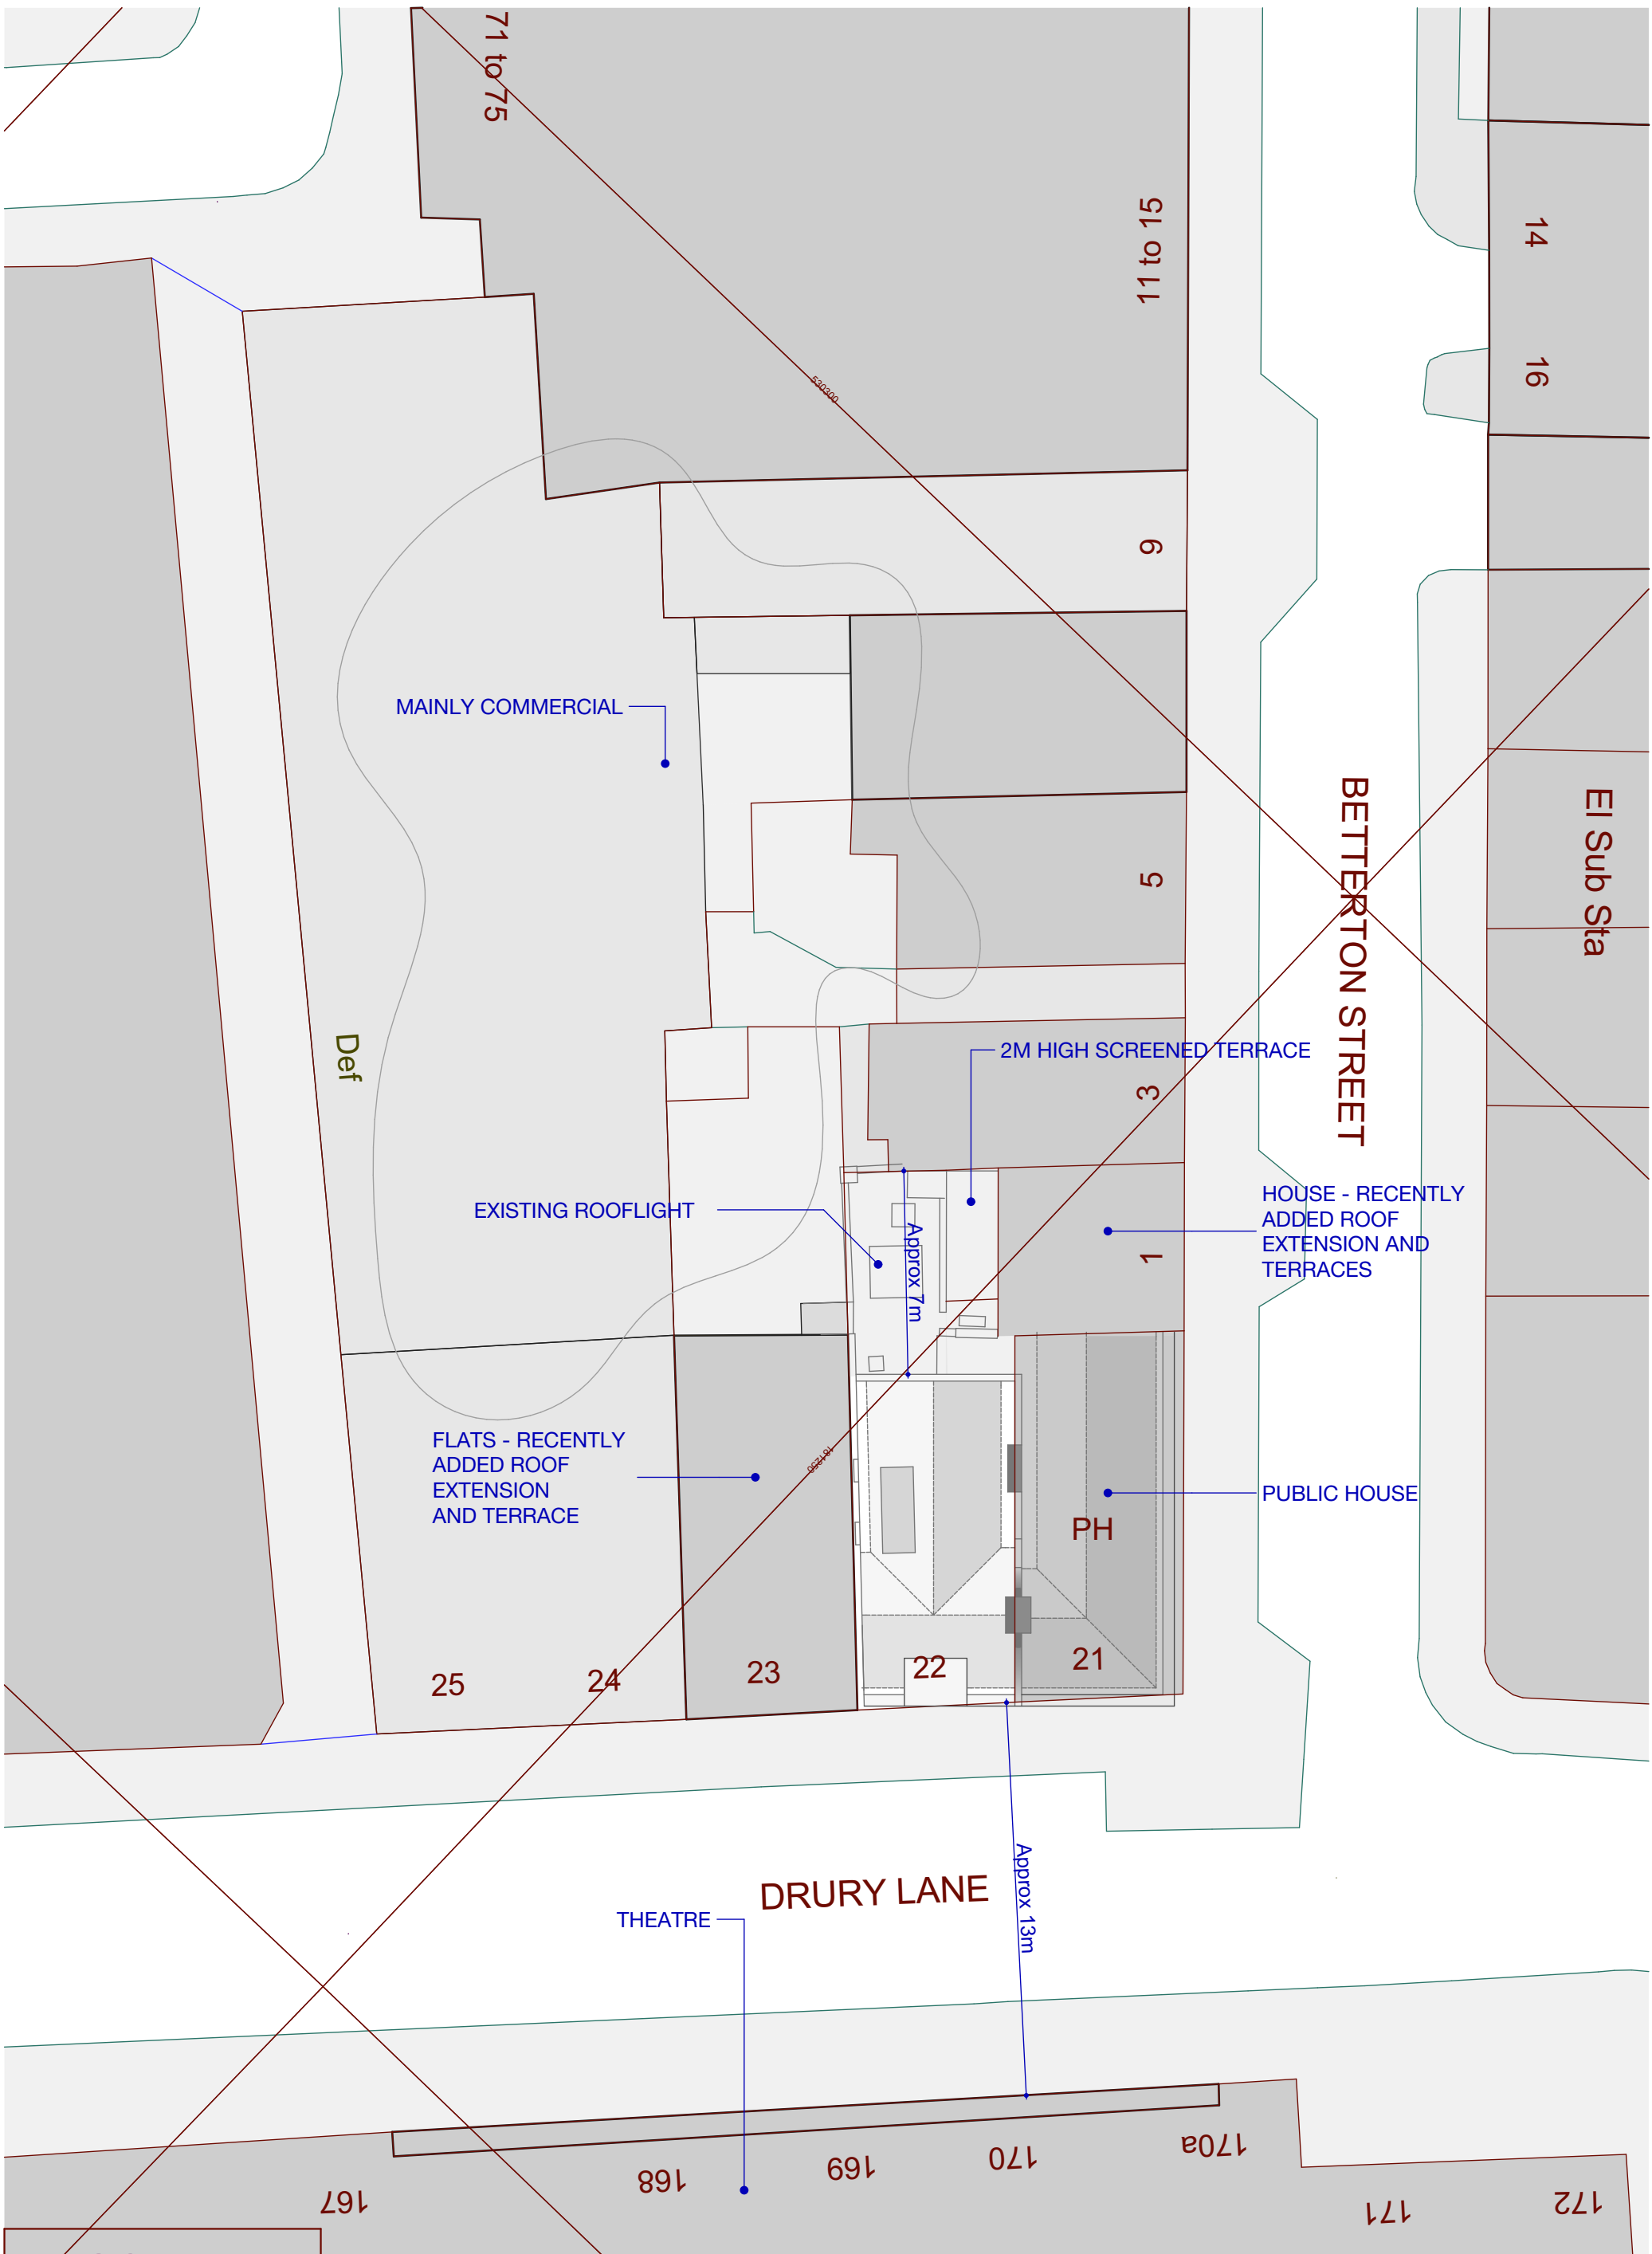 71 to 75
11 to 15
14
16
530300
9
MAINLY COMMERCIAL
5
BETTERTON STREET
El Sub Sta
Def
2M HIGH SCREENED TERRACE
3
EXISTING ROOFLIGHT
Approx 7m
1
HOUSE - RECENTLY
ADDED ROOF
EXTENSION AND
TERRACES
FLATS - RECENTLY
ADDED ROOF
EXTENSION
AND TERRACE
181250
PUBLIC HOUSE
PH
25
24
23
22
21
DRURY LANE
Approx 13m
THEATRE
167
168
169
170
170a
171
172